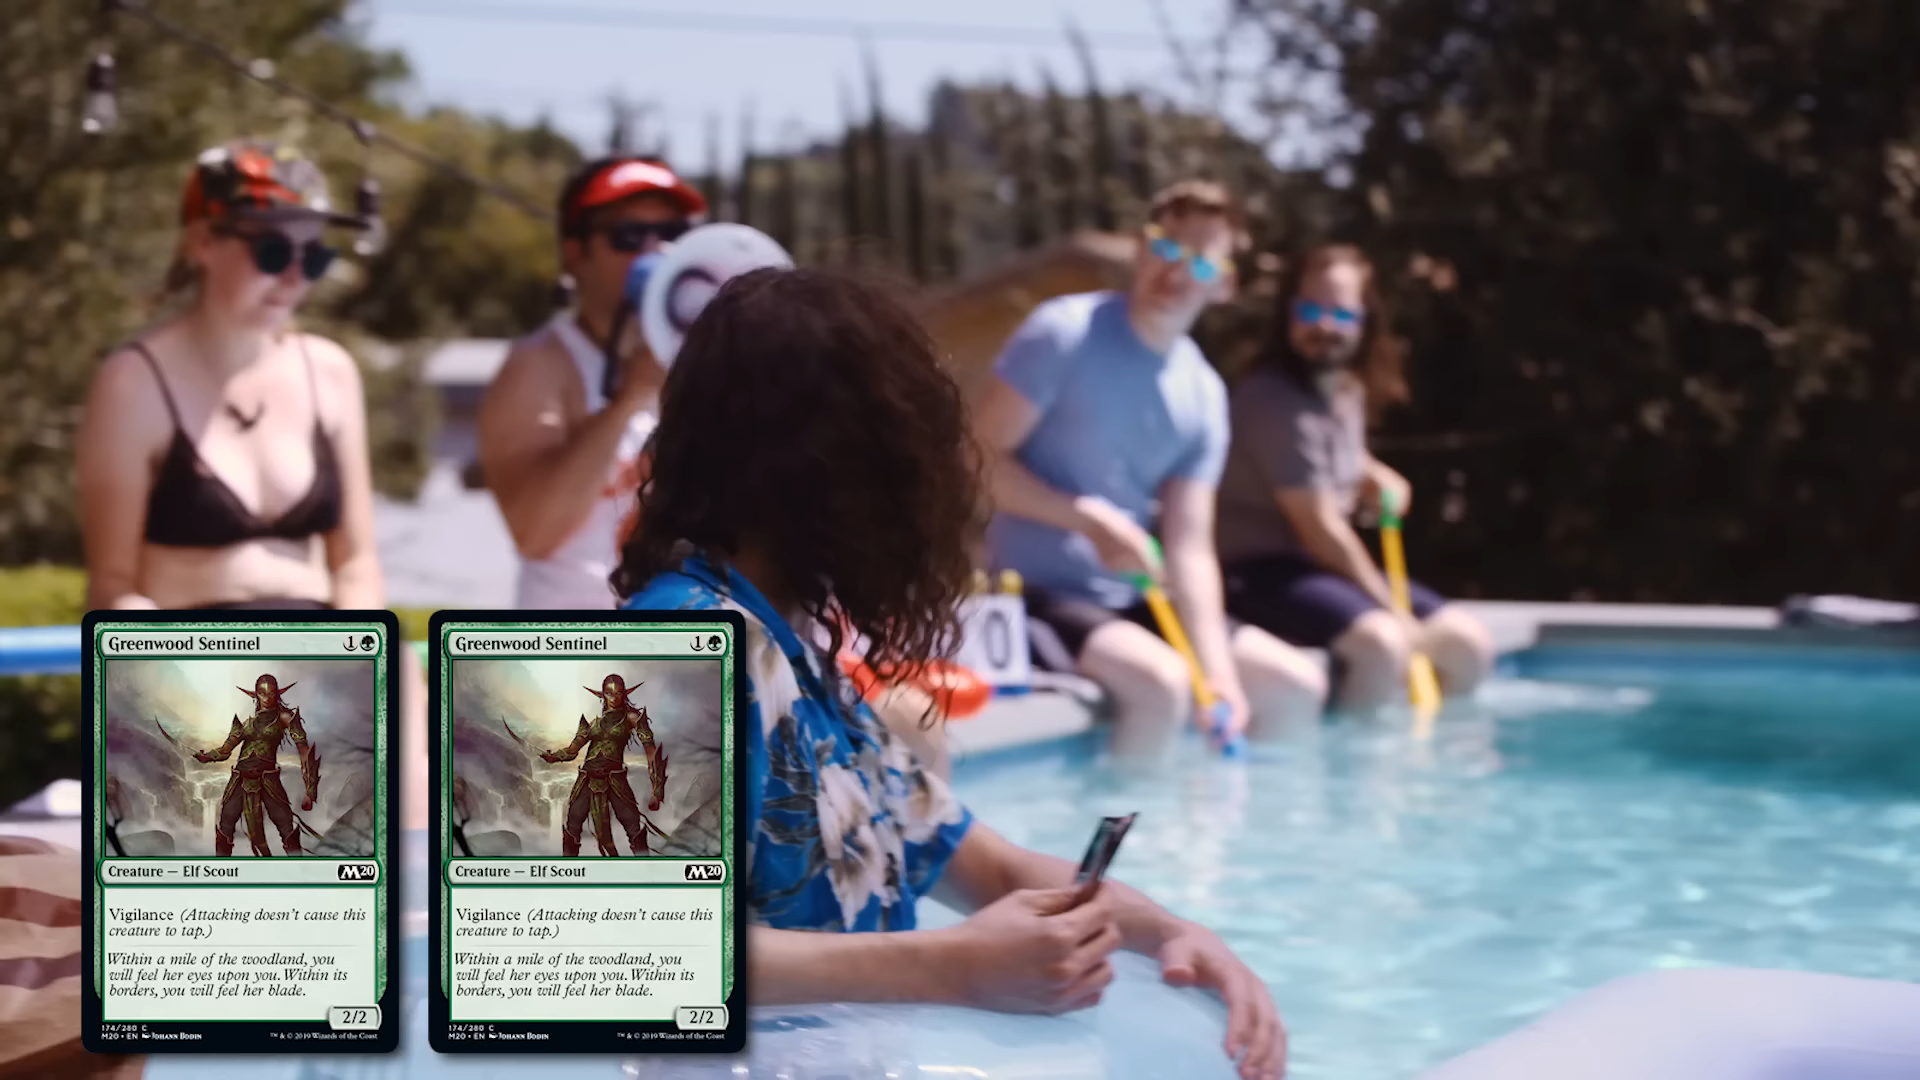 Greenwood Sentinel 1
Creature — Elf Scout M20
Vigilance (Attacking doesn't cause this
creature to tap.)
Within a mile of the woodland, you
will feel her eyes upon you. Within its
borders, you will feel her blade.
2/2
174/280 C
M20 • EN Johann Bodin
™ & © 2019 Wizards of the Coast
Greenwood Sentinel 1
Creature — Elf Scout M20
Vigilance (Attacking doesn't cause this
creature to tap.)
Within a mile of the woodland, you
will feel her eyes upon you. Within its
borders, you will feel her blade.
2/2
174/280 C
M20 • EN Johann Bodin
™ & © 2019 Wizards of the Coast
0